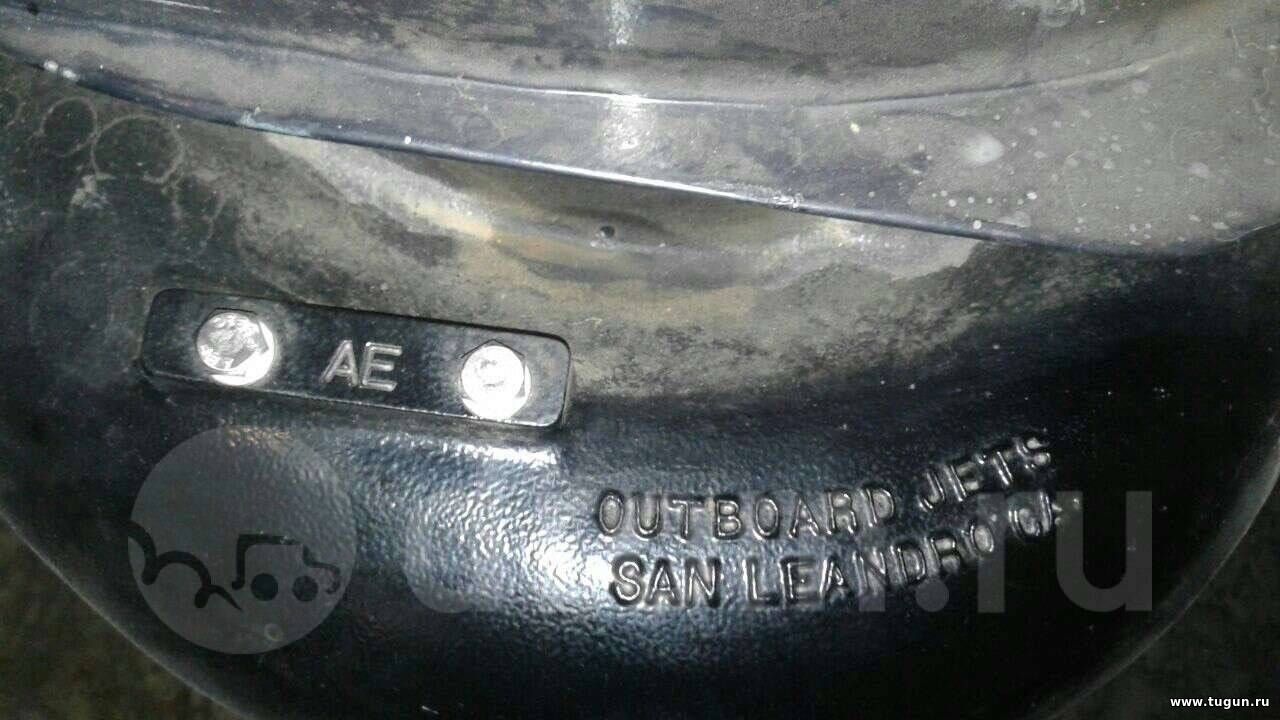 AE
OUTBOARD JETS
SAN LEANDRO CA
www.tugun.ru